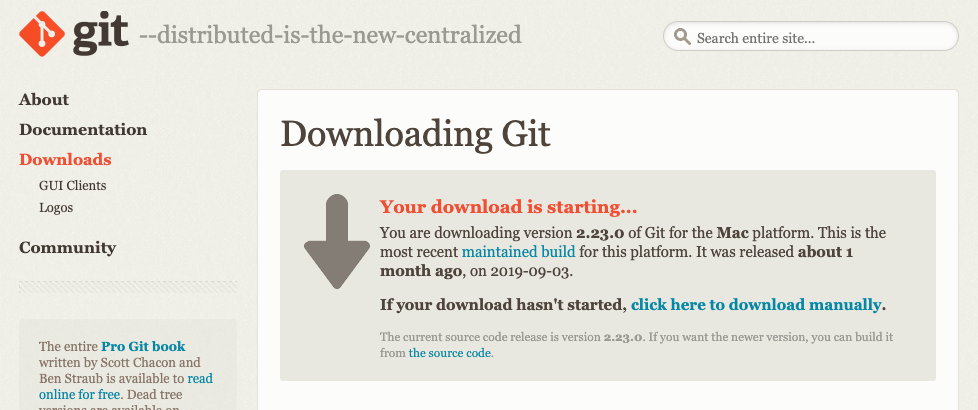 git --distributed-is-the-new-centralized
Search entire site...
About
Documentation
Downloads
GUI Clients
Logos
Community
The entire Pro Git book
written by Scott Chacon and
Ben Straub is available to read
online for free. Dead tree
versions are available on
Downloading Git
Your download is starting...
You are downloading version 2.23.0 of Git for the Mac platform. This is the
most recent maintained build for this platform. It was released about 1
month ago, on 2019-09-03.
If your download hasn't started, click here to download manually.
The current source code release is version 2.23.0. If you want the newer version, you can build it
from the source code.